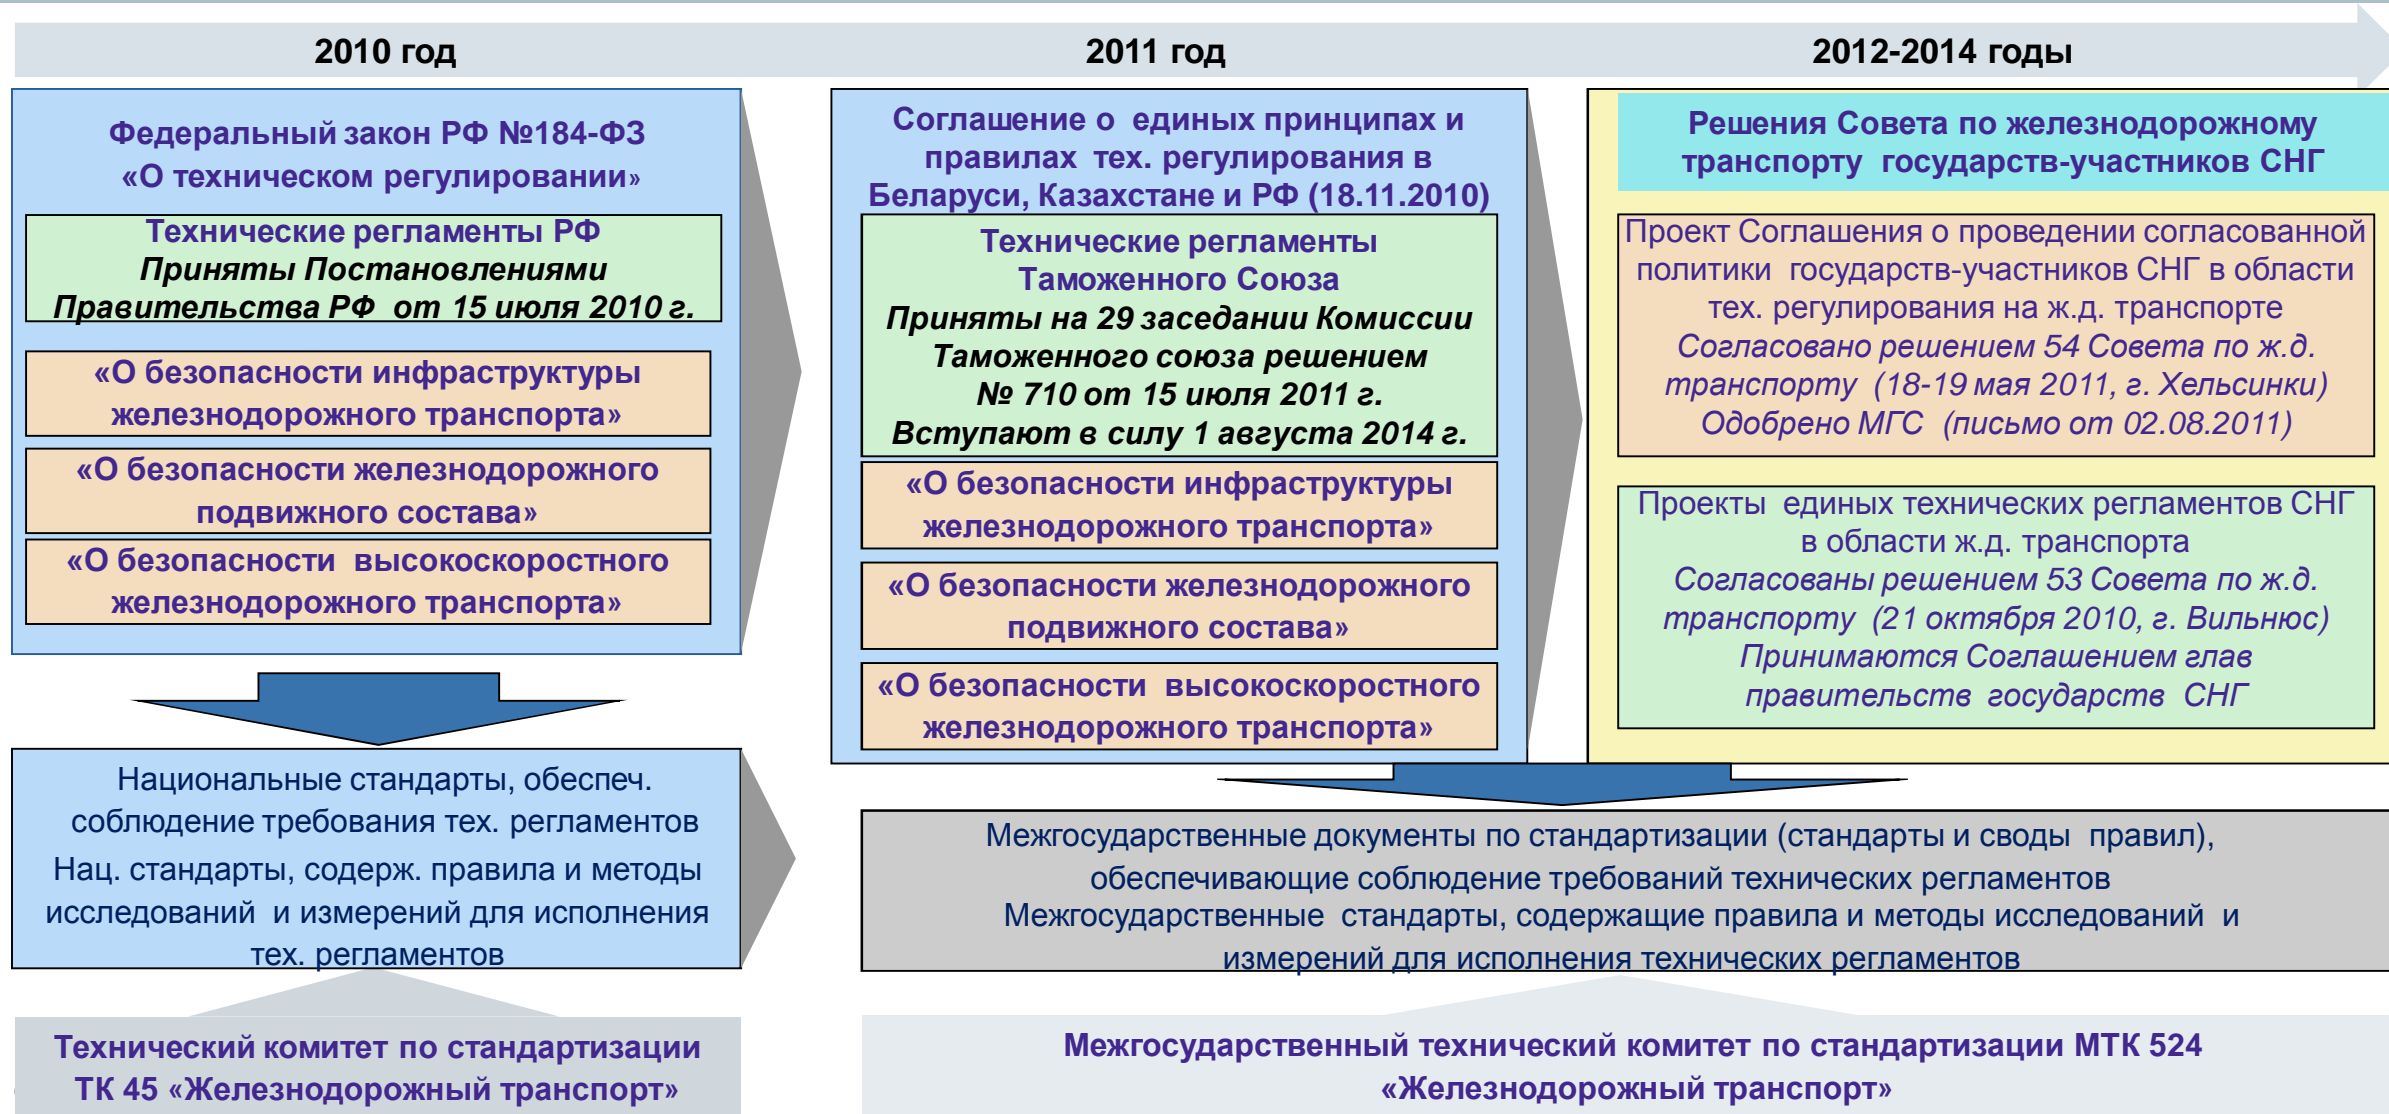 2010 год
2011 год
2012-2014 годы
Федеральный закон РФ №184-ФЗ
«О техническом регулировании»
Технические регламенты РФ
Приняты Постановлениями
Правительства РФ от 15 июля 2010 г.
«О безопасности инфраструктуры
железнодорожного транспорта»
«О безопасности железнодорожного
подвижного состава»
«О безопасности высокоскоростного
железнодорожного транспорта»
Национальные стандарты, обеспеч.
соблюдение требования тех. регламентов
Нац. стандарты, содерж. правила и методы
исследований и измерений для исполнения
тех. регламентов
Технический комитет по стандартизации
ТК 45 «Железнодорожный транспорт»
Соглашение о единых принципах и
правилах тех. регулирования в
Беларуси, Казахстане и РФ (18.11.2010)
Технические регламенты
Таможенного Союза
Приняты на 29 заседании Комиссии
Таможенного союза решением
№ 710 от 15 июля 2011 г.
Вступают в силу 1 августа 2014 г.
«О безопасности инфраструктуры
железнодорожного транспорта»
«О безопасности железнодорожного
подвижного состава»
«О безопасности высокоскоростного
железнодорожного транспорта»
Решения Совета по железнодорожному
транспорту государств-участников СНГ
Проект Соглашения о проведении согласованной
политики государств-участников СНГ в области
тех. регулирования на ж.д. транспорте
Согласовано решением 54 Совета по ж.д.
транспорту (18-19 мая 2011, г. Хельсинки)
Одобрено МГС (письмо от 02.08.2011)
Проекты единых технических регламентов СНГ
в области ж.д. транспорта
Согласованы решением 53 Совета по ж.д.
транспорту (21 октября 2010, г. Вильнюс)
Принимаются Соглашением глав
правительств государств СНГ
Межгосударственные документы по стандартизации (стандарты и своды правил),
обеспечивающие соблюдение требований технических регламентов
Межгосударственные стандарты, содержащие правила и методы исследований и
измерений для исполнения технических регламентов
Межгосударственный технический комитет по стандартизации МТК 524
«Железнодорожный транспорт»